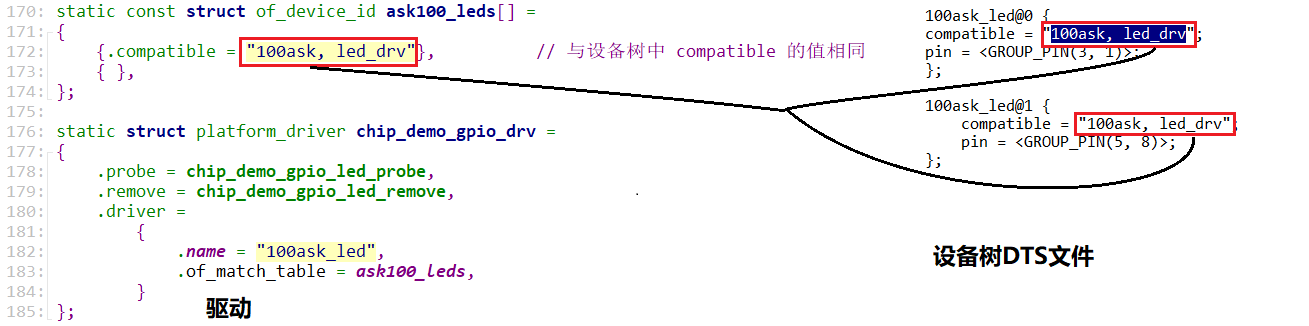 170: static const struct of_device_id ask100_leds[] =
171: {
172:     {.compatible = "100ask, led_drv"},            // 与设备树中 compatible 的值相同
173:     { },
174: };
175:
176: static struct platform_driver chip_demo_gpio_drv =
177: {
178:     .probe = chip_demo_gpio_led_probe,
179:     .remove = chip_demo_gpio_led_remove,
180:     .driver =
181:         {
182:             .name = "100ask_led",
183:             .of_match_table = ask100_leds,
184:         }
185: };
驱动
100ask_led@0 {
compatible = "100ask, led_drv";
pin = <GROUP_PIN(3, 1)>;
};
100ask_led@1 {
    compatible = "100ask, led_drv";
    pin = <GROUP_PIN(5, 8)>;
};
设备树DTS文件